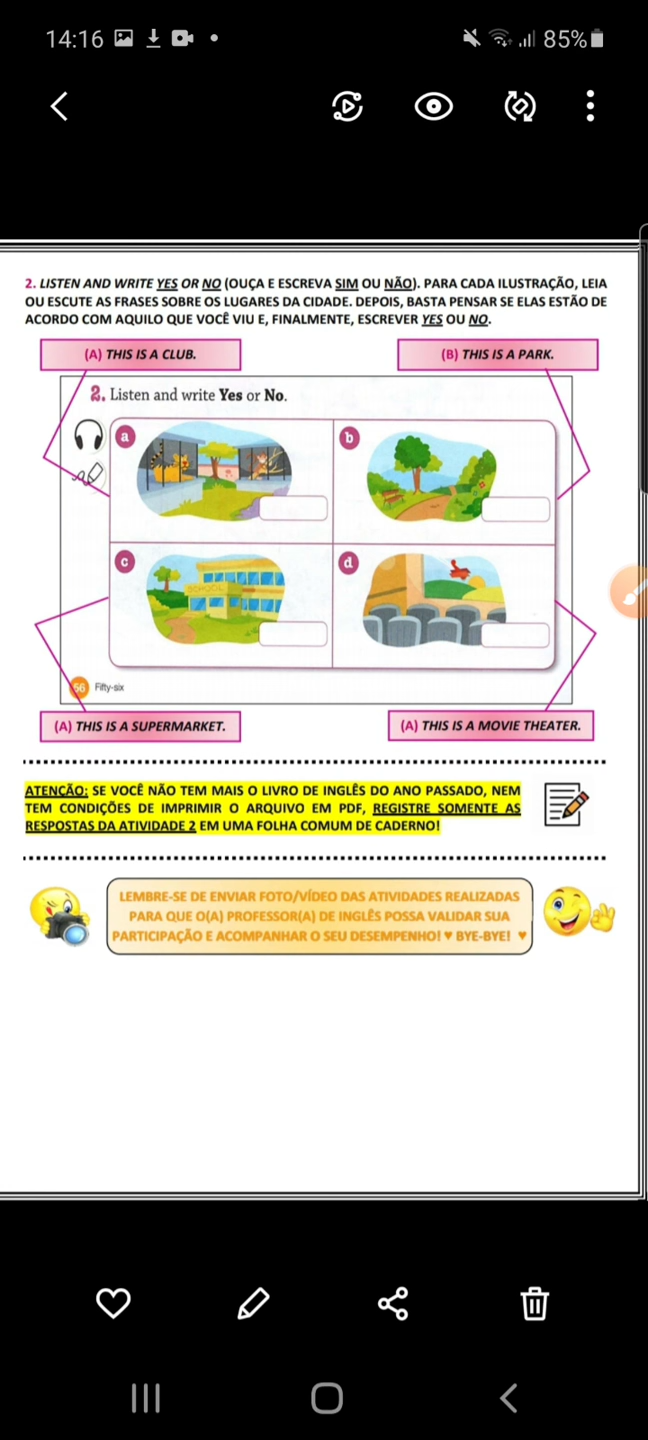 14:16
85%
2. LISTEN AND WRITE YES OR NO (OUÇA E ESCREVA SIM OU NÃO). PARA CADA ILUSTRAÇÃO, LEIA
OU ESCUTE AS FRASES SOBRE OS LUGARES DA CIDADE. DEPOIS, BASTA PENSAR SE ELAS ESTÃO DE
ACORDO COM AQUILO QUE VOCÊ VIU E, FINALMENTE, ESCREVER YES OU NO.
(A) THIS IS A CLUB.
(B) THIS IS A PARK.
2. Listen and write Yes or No.
a
b
c
SCHOOL
d
56 Fifty-six
(A) THIS IS A SUPERMARKET.
(A) THIS IS A MOVIE THEATER.
ATENÇÃO: SE VOCÊ NÃO TEM MAIS O LIVRO DE INGLÊS DO ANO PASSADO, NEM
TEM CONDIÇÕES DE IMPRIMIR O ARQUIVO EM PDF, REGISTRE SOMENTE AS
RESPOSTAS DA ATIVIDADE 2 EM UMA FOLHA COMUM DE CADERNO!
LEMBRE-SE DE ENVIAR FOTO/VÍDEO DAS ATIVIDADES REALIZADAS
PARA QUE O(A) PROFESSOR(A) DE INGLÊS POSSA VALIDAR SUA
PARTICIPAÇÃO E ACOMPANHAR O SEU DESEMPENHO! ♥ BYE-BYE! ♥